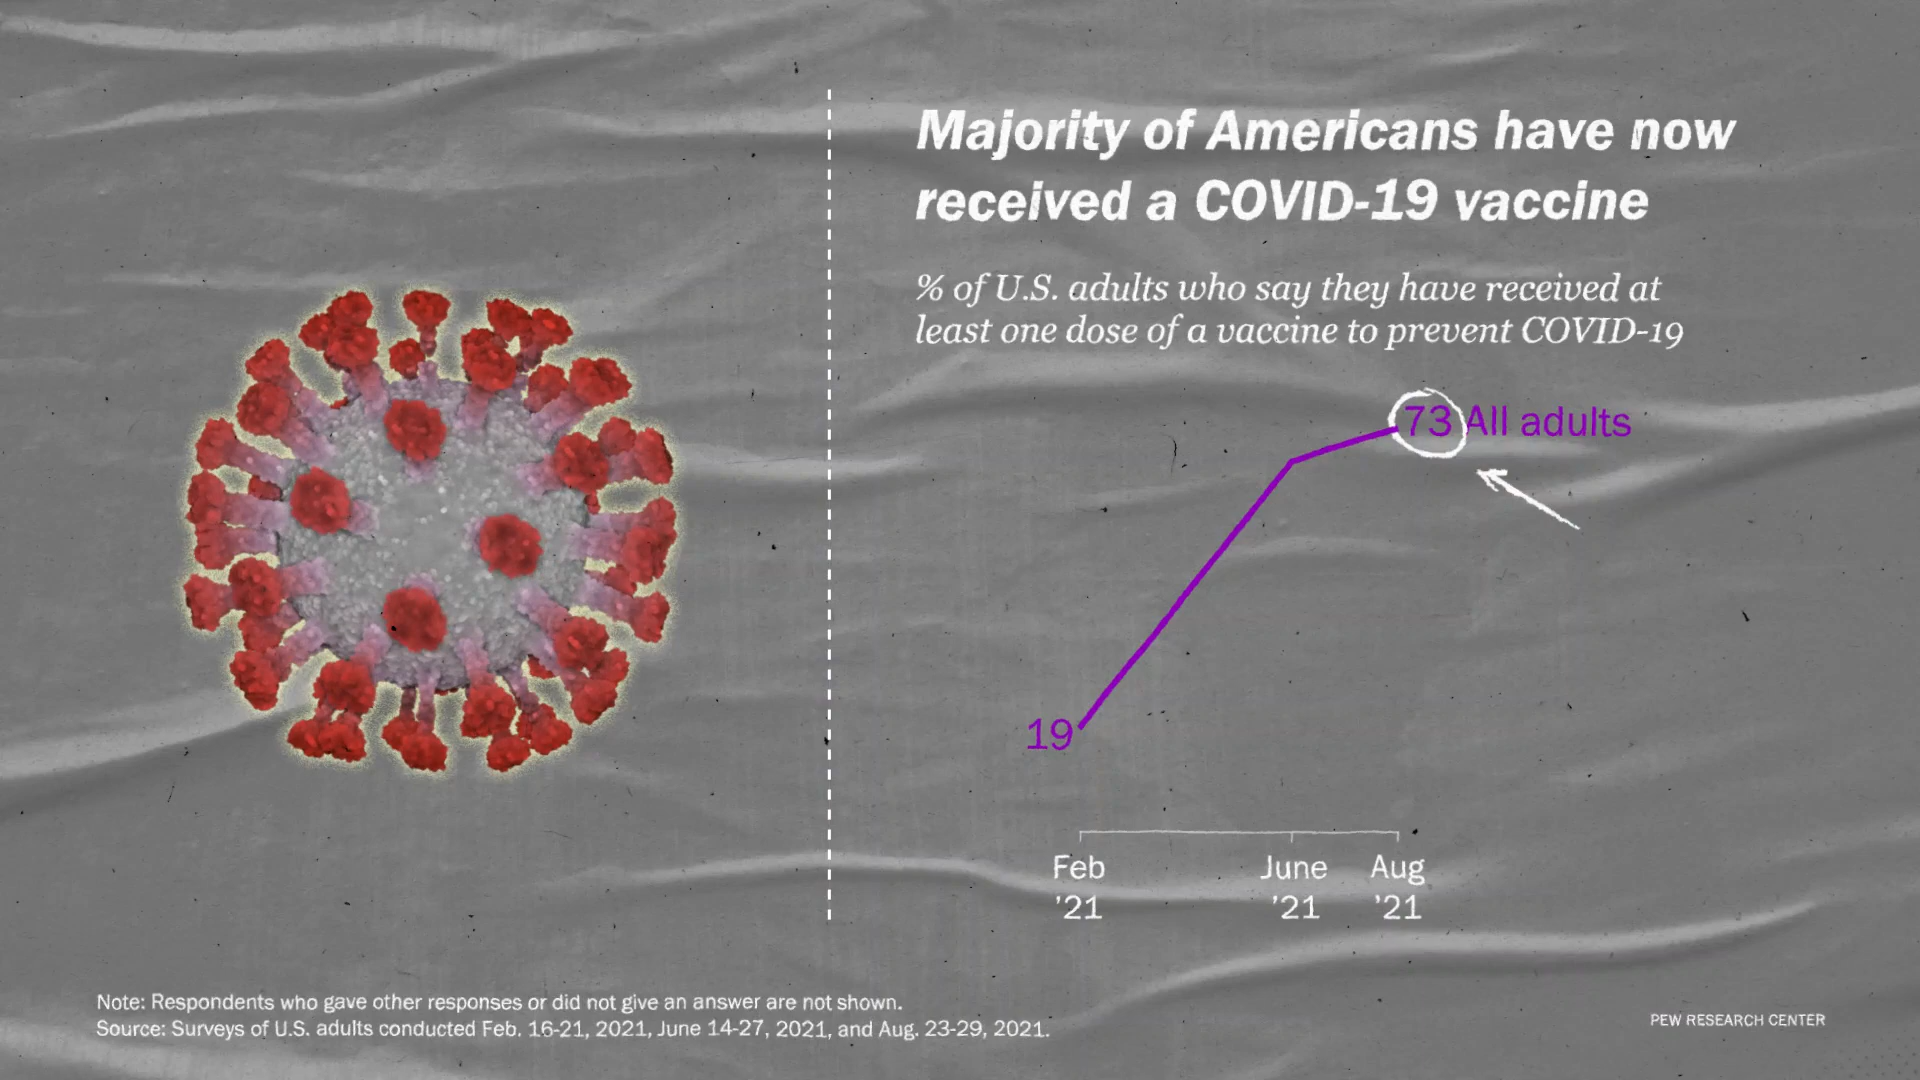 Majority of Americans have now
received a COVID-19 vaccine
% of U.S. adults who say they have received at
least one dose of a vaccine to prevent COVID-19
73 All adults
19
Feb
'21
June
'21
Aug
'21
Note: Respondents who gave other responses or did not give an answer are not shown.
Source: Surveys of U.S. adults conducted Feb. 16-21, 2021, June 14-27, 2021, and Aug. 23-29, 2021.
PEW RESEARCH CENTER